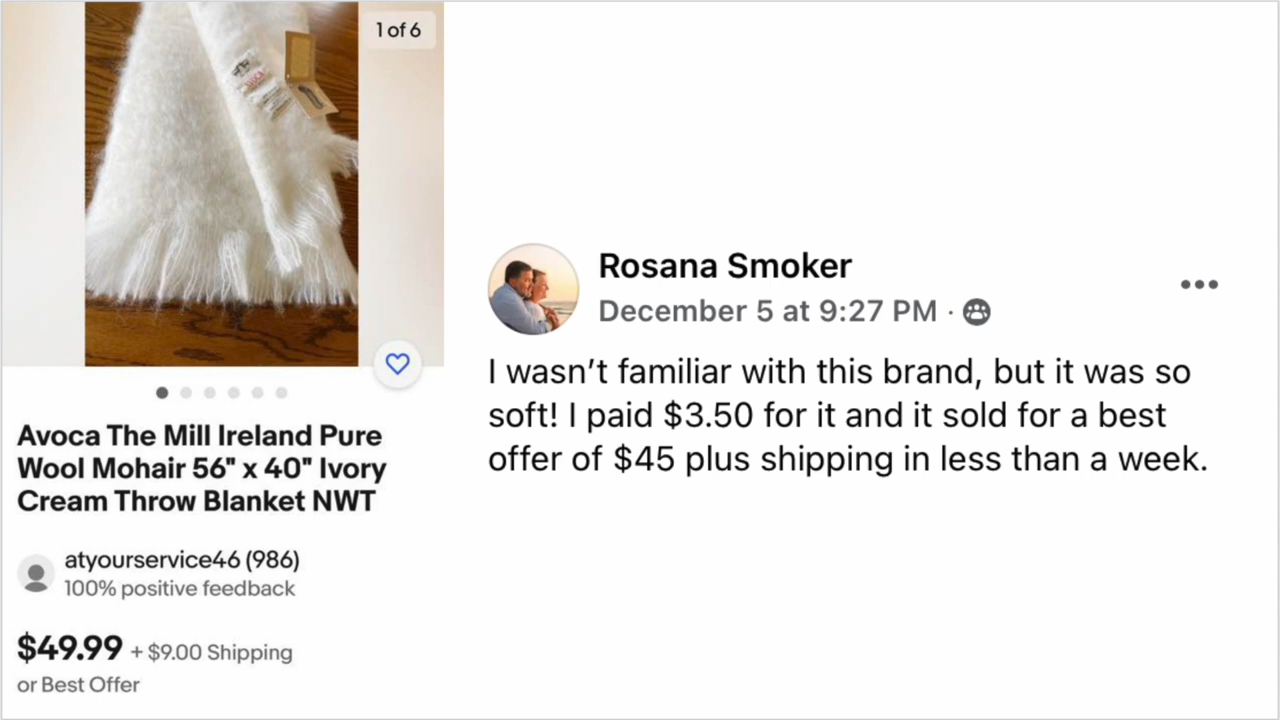 1 of 6
AVOCA
Avoca The Mill Ireland Pure
Wool Mohair 56" x 40" Ivory
Cream Throw Blanket NWT
atyourservice46 (986)
100% positive feedback
$49.99 + $9.00 Shipping
or Best Offer
Rosana Smoker
December 5 at 9:27 PM ·
I wasn’t familiar with this brand, but it was so
soft! I paid $3.50 for it and it sold for a best
offer of $45 plus shipping in less than a week.